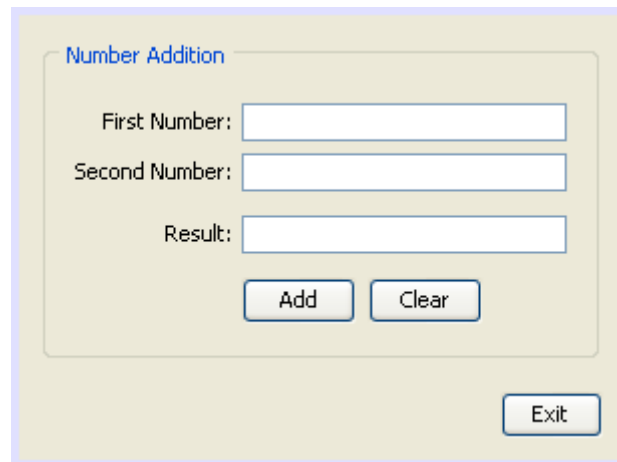 Number Addition
First Number:
Second Number:
Result:
Add Clear
Exit